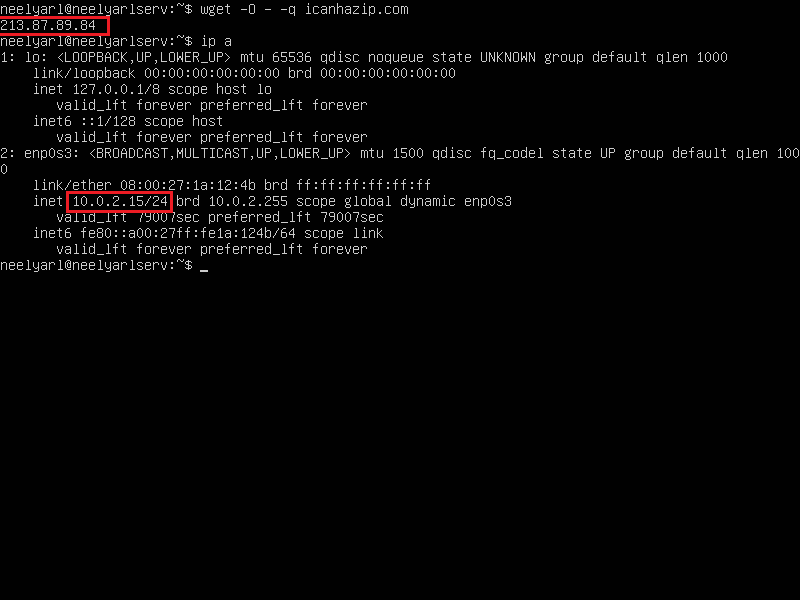 neelyarl@neelyarlserv:~$ wget -O - -q icanhazip.com
213.87.89.84
neelyarl@neelyarlserv:~$ ip a
1: lo: <LOOPBACK,UP,LOWER_UP> mtu 65536 qdisc noqueue state UNKNOWN group default qlen 1000
    link/loopback 00:00:00:00:00:00 brd 00:00:00:00:00:00
    inet 127.0.0.1/8 scope host lo
       valid_lft forever preferred_lft forever
    inet6 ::1/128 scope host
       valid_lft forever preferred_lft forever
2: enp0s3: <BROADCAST,MULTICAST,UP,LOWER_UP> mtu 1500 qdisc fq_codel state UP group default qlen 100
0
    link/ether 08:00:27:1a:12:4b brd ff:ff:ff:ff:ff:ff
    inet 10.0.2.15/24 brd 10.0.2.255 scope global dynamic enp0s3
       valid_lft 79007sec preferred_lft 79007sec
    inet6 fe80::a00:27ff:fe1a:124b/64 scope link
       valid_lft forever preferred_lft forever
neelyarl@neelyarlserv:~$ _